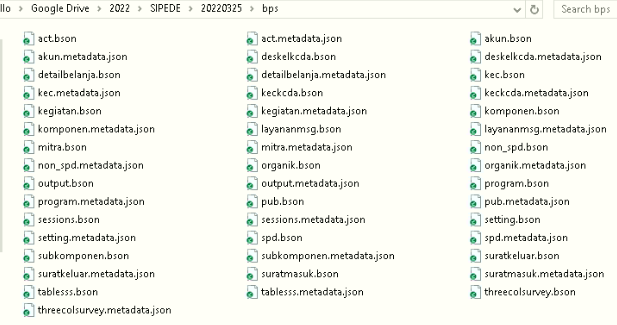 llo > Google Drive > 2022 > SIPEDE > 20220325 > bps Search bps
act.bson act.metadata.json akun.bson
akun.metadata.json deskelkcda.bson deskelkcda.metadata.json
detailbelanja.bson detailbelanja.metadata.json kec.bson
kec.metadata.json keckcda.bson keckcda.metadata.json
kegiatan.bson kegiatan.metadata.json komponen.bson
komponen.metadata.json layananmsg.bson layananmsg.metadata.json
mitra.bson mitra.metadata.json non_spd.bson
non_spd.metadata.json organik.bson organik.metadata.json
output.bson output.metadata.json program.bson
program.metadata.json pub.bson pub.metadata.json
sessions.bson sessions.metadata.json setting.bson
setting.metadata.json spd.bson spd.metadata.json
subkomponen.bson subkomponen.metadata.json suratkeluar.bson
suratkeluar.metadata.json suratmasuk.bson suratmasuk.metadata.json
tablesss.bson tablesss.metadata.json threecolsurvey.bson
threecolsurvey.metadata.json